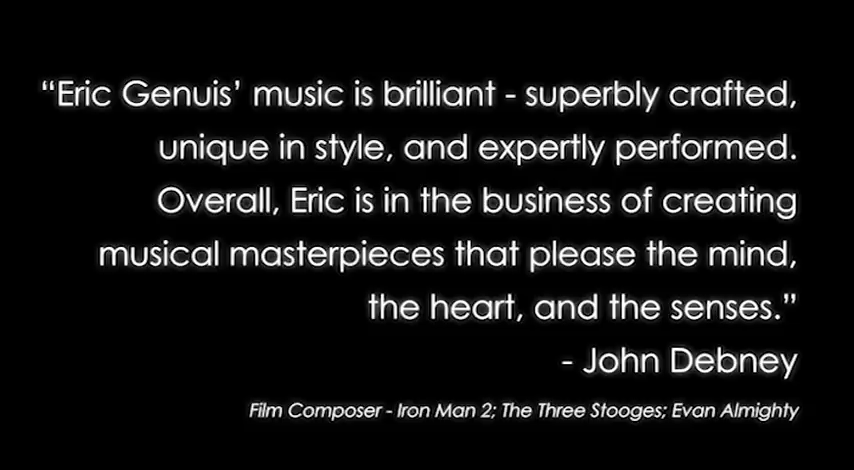 “Eric Genuis’ music is brilliant - superbly crafted,
unique in style, and expertly performed.
Overall, Eric is in the business of creating
musical masterpieces that please the mind,
the heart, and the senses.”
- John Debney
Film Composer - Iron Man 2; The Three Stooges; Evan Almighty